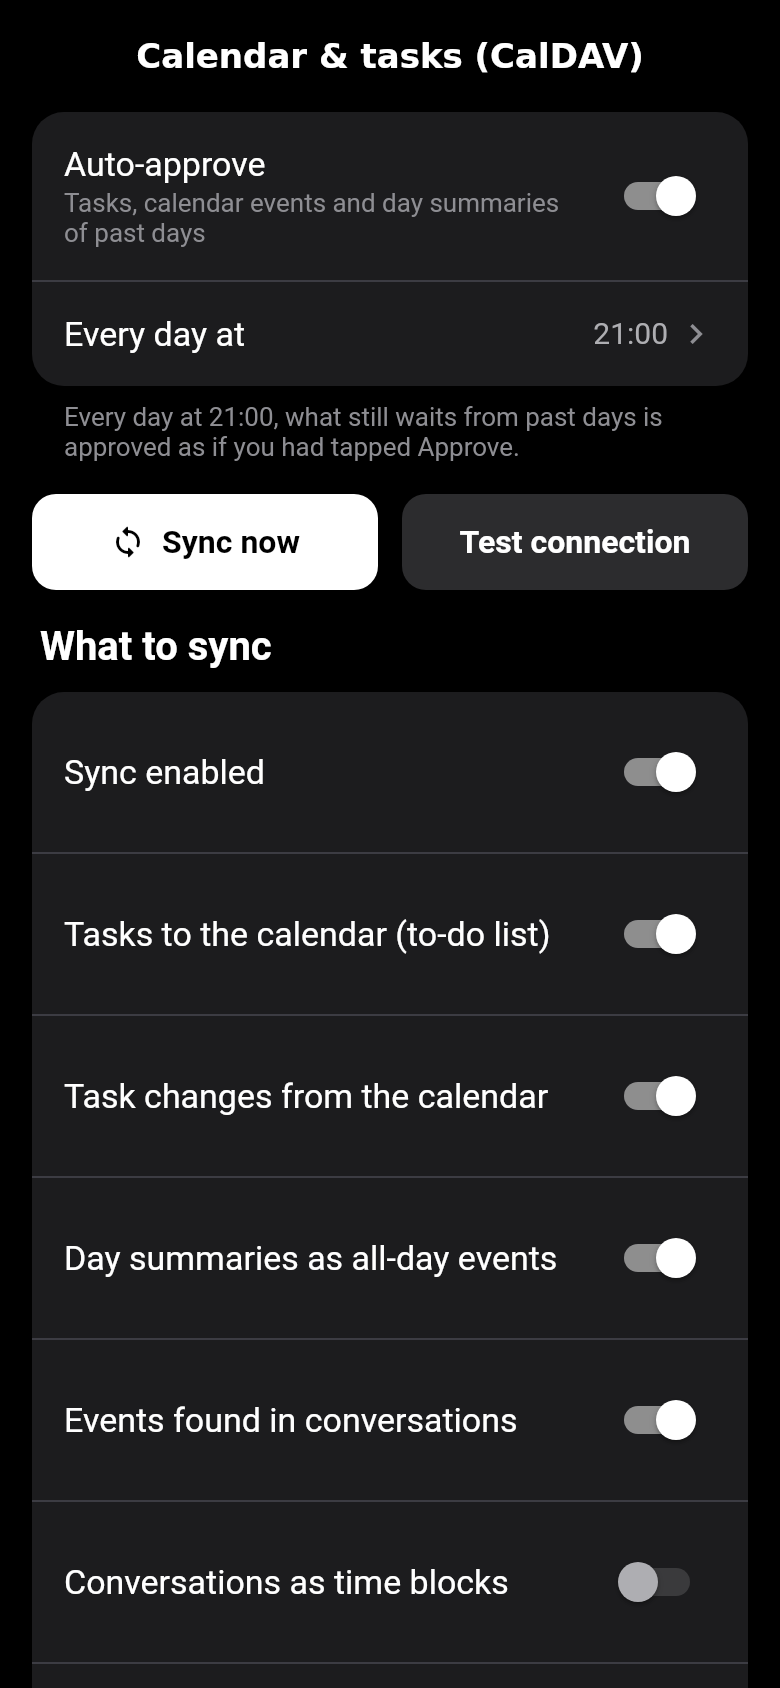 Calendar & tasks (CalDAV)
Auto-approve
Tasks, calendar events and day summaries
of past days
Every day at
21:00
Every day at 21:00, what still waits from past days is
approved as if you had tapped Approve.
Sync now
Test connection
What to sync
Sync enabled
Tasks to the calendar (to-do list)
Task changes from the calendar
Day summaries as all-day events
Events found in conversations
Conversations as time blocks